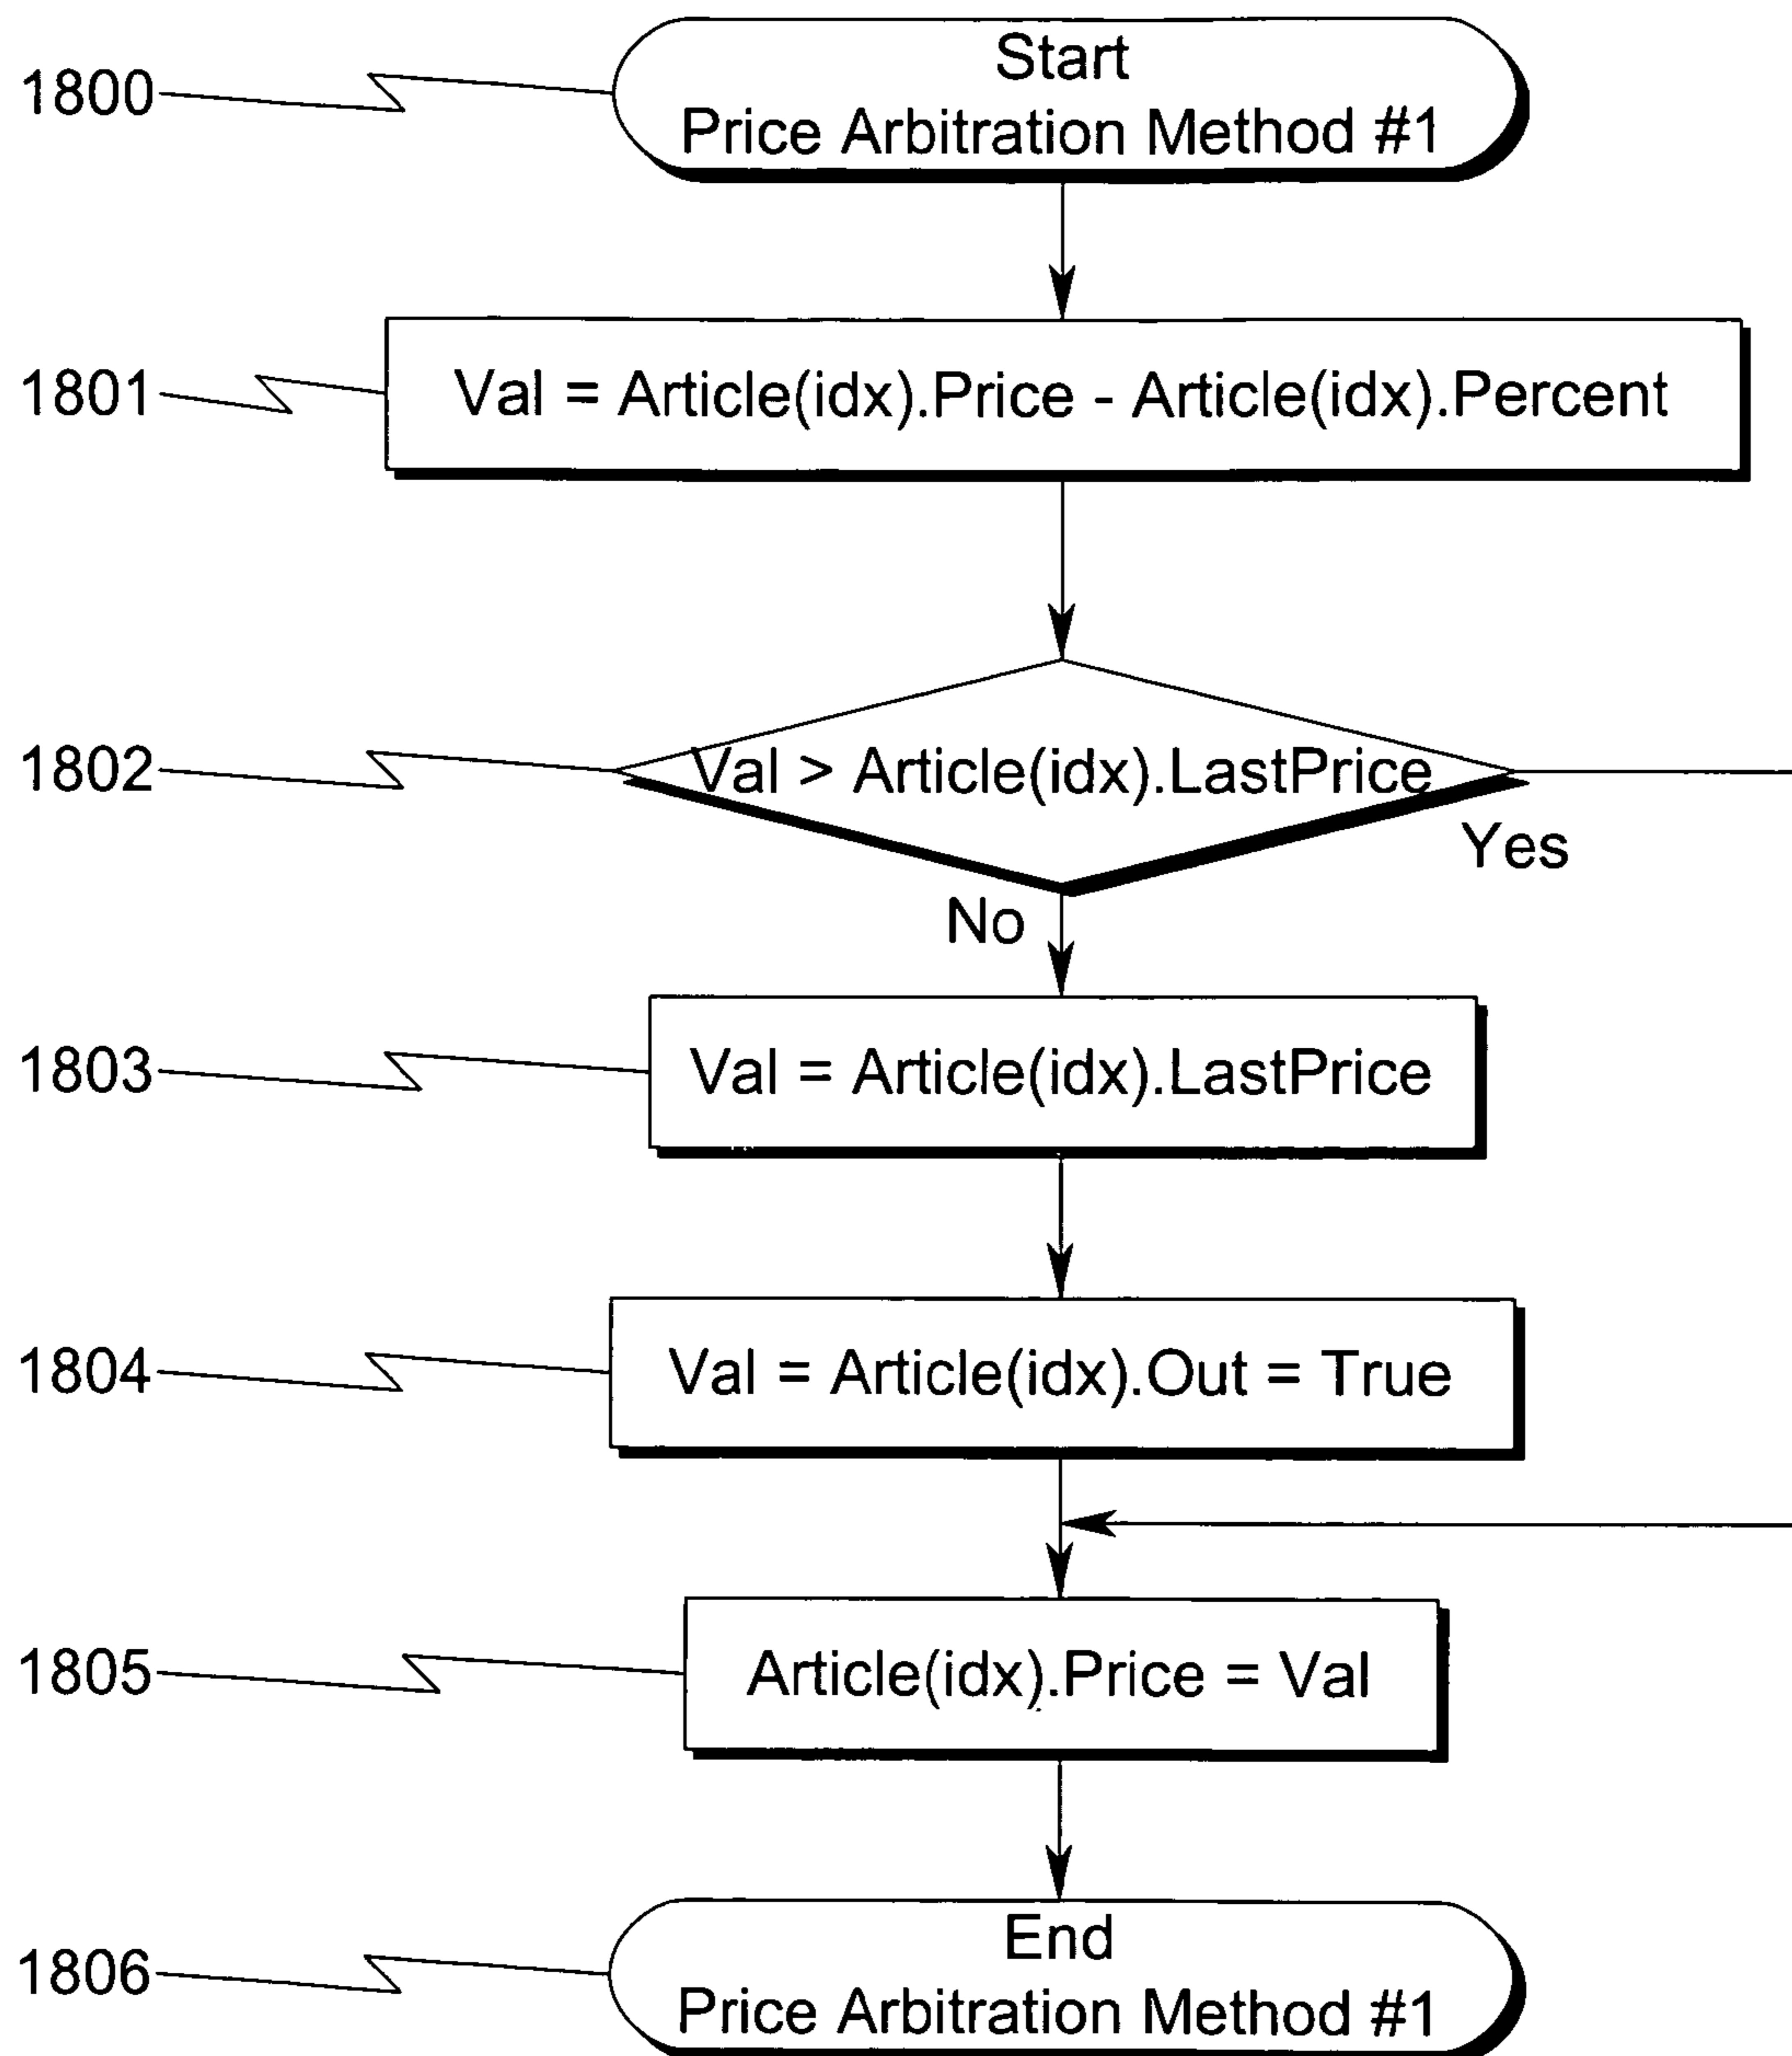 1800
Start
Price Arbitration Method #1
1801
Val = Article(idx).Price - Article(idx).Percent
1802
Val > Article(idx).LastPrice
Yes
No
1803
Val = Article(idx).LastPrice
1804
Val = Article(idx).Out = True
1805
Article(idx).Price = Val
1806
End
Price Arbitration Method #1